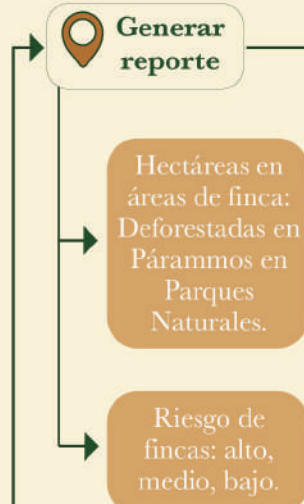 Generar
reporte
Hectáreas en
áreas de finca:
Deforestadas en
Párammos en
Parques
Naturales.
Riesgo de
fincas: alto,
medio, bajo.